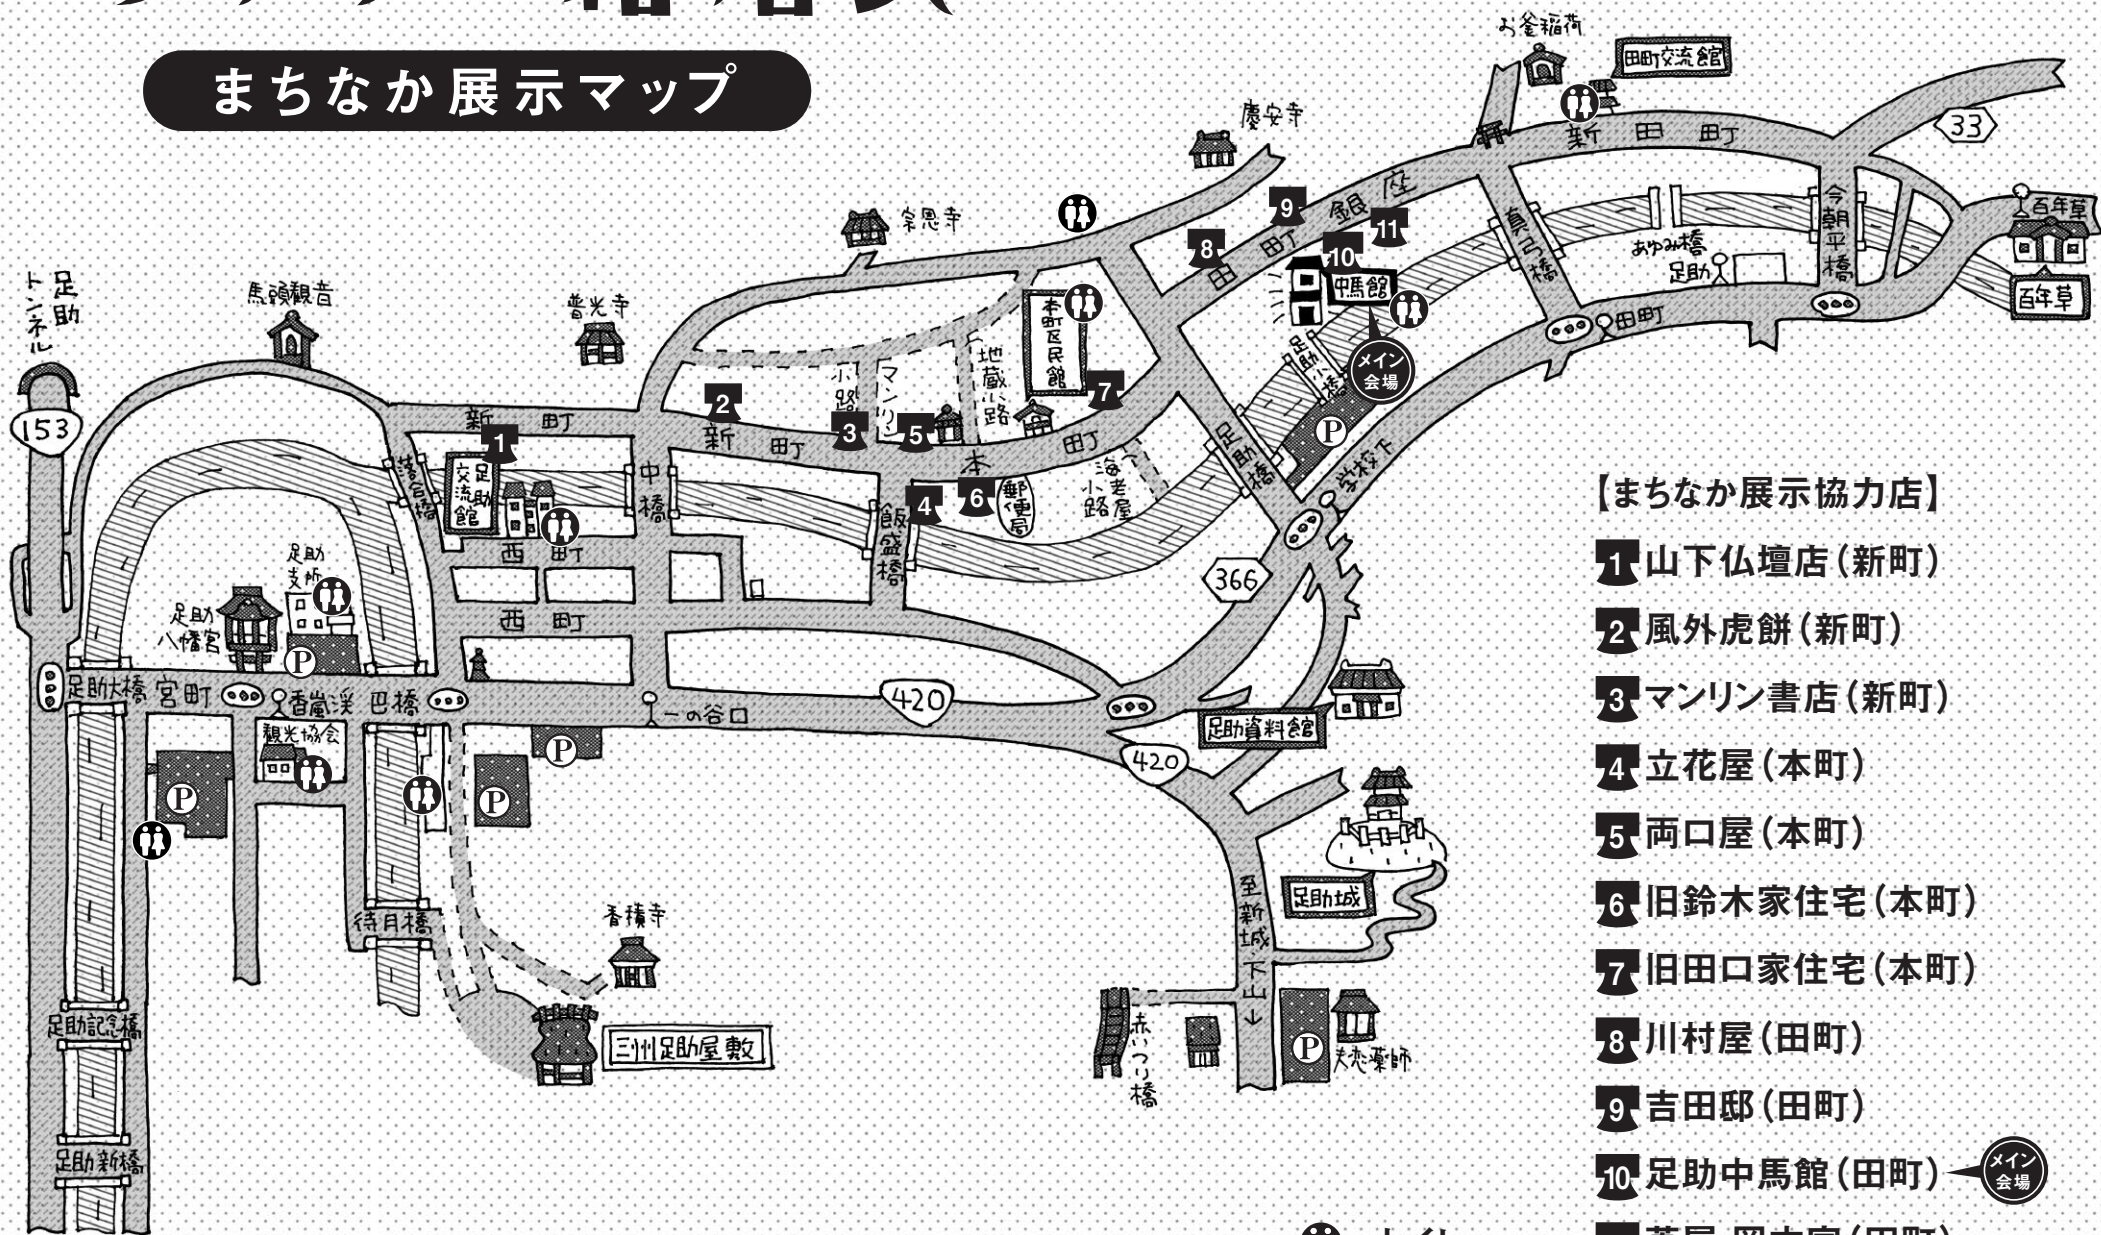 まちなか展示マップ
お釜稲荷
田町交流館
慶安寺
新田町
33
宗恩寺
9
銀座
田町
11
8
10
中馬館
真弓橋
今朝平橋
あゆみ橋
足助
百年草
百年草
田町
足助トンネル
馬頭観音
普光寺
本町区民館
地蔵小路
マンリン
小路
7
足助小橋
メイン
会場
P
153
新町
1
2
新町
3
5
本町
足助橋
学校下
落合橋
足助交流館
中橋
飯盛橋
4
6
郵便局
海老屋小路
西町
西町
366
足助支所
足助八幡宮
P
足助大橋
宮町
香嵐渓
巴橋
一の谷口
420
足助資料館
420
観光協会
P
P
P
足助城
待月橋
香積寺
至新城・下山↓
足助記念橋
三州足助屋敷
赤いつり橋
P
足助新橋
【まちなか展示協力店】
1 山下仏壇店(新町)
2 風外虎餅(新町)
3 マンリン書店(新町)
4 立花屋(本町)
5 両口屋(本町)
6 旧鈴木家住宅(本町)
7 旧田口家住宅(本町)
8 川村屋(田町)
9 吉田邸(田町)
10 足助中馬館(田町)
メイン
会場